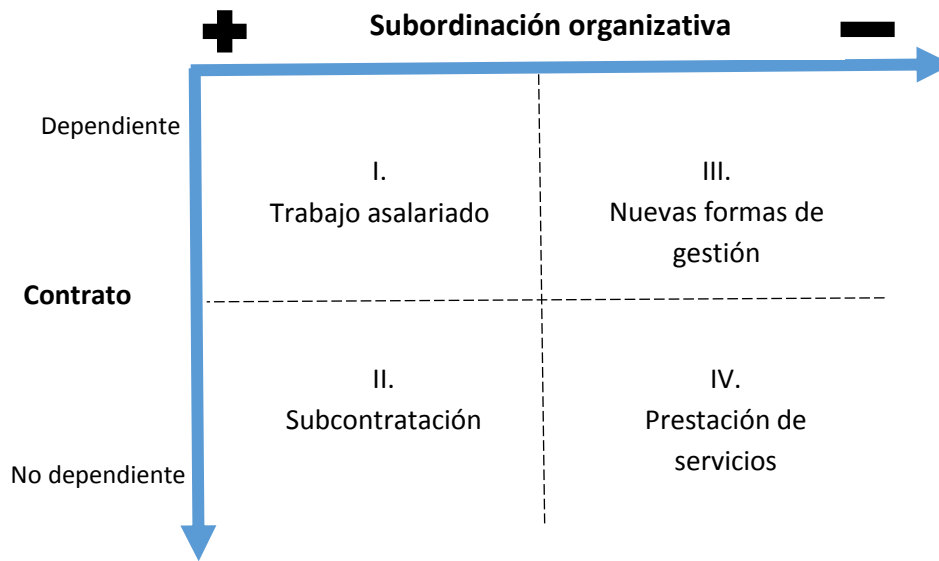 Subordinación organizativa
Dependiente
I.
Trabajo asalariado
III.
Nuevas formas de
gestión
Contrato
II.
Subcontratación
IV.
Prestación de
servicios
No dependiente